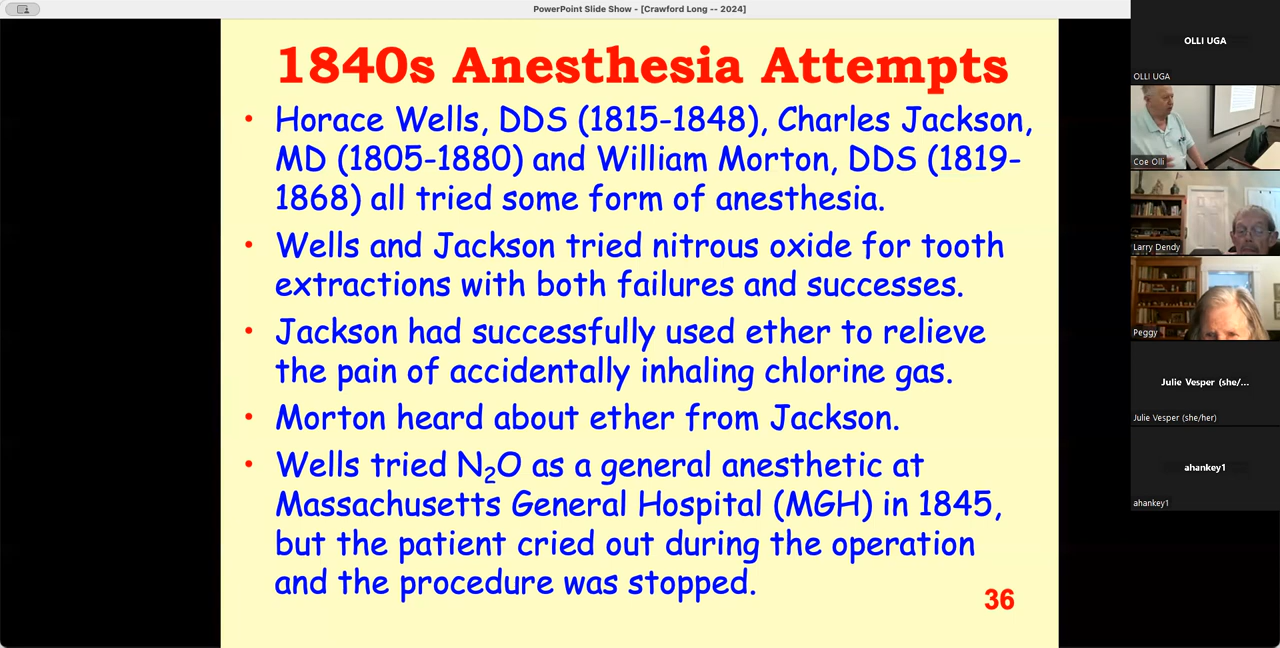 PowerPoint Slide Show - [Crawford Long -- 2024]
1840s Anesthesia Attempts
• Horace Wells, DDS (1815-1848), Charles Jackson,
MD (1805-1880) and William Morton, DDS (1819-
1868) all tried some form of anesthesia.
• Wells and Jackson tried nitrous oxide for tooth
extractions with both failures and successes.
• Jackson had successfully used ether to relieve
the pain of accidentally inhaling chlorine gas.
• Morton heard about ether from Jackson.
• Wells tried N₂O as a general anesthetic at
Massachusetts General Hospital (MGH) in 1845,
but the patient cried out during the operation
and the procedure was stopped.
36
OLLI UGA
OLLI UGA
Coe Olli
Larry Dendy
Peggy
Julie Vesper (she/...
Julie Vesper (she/her)
ahankey1
ahankey1